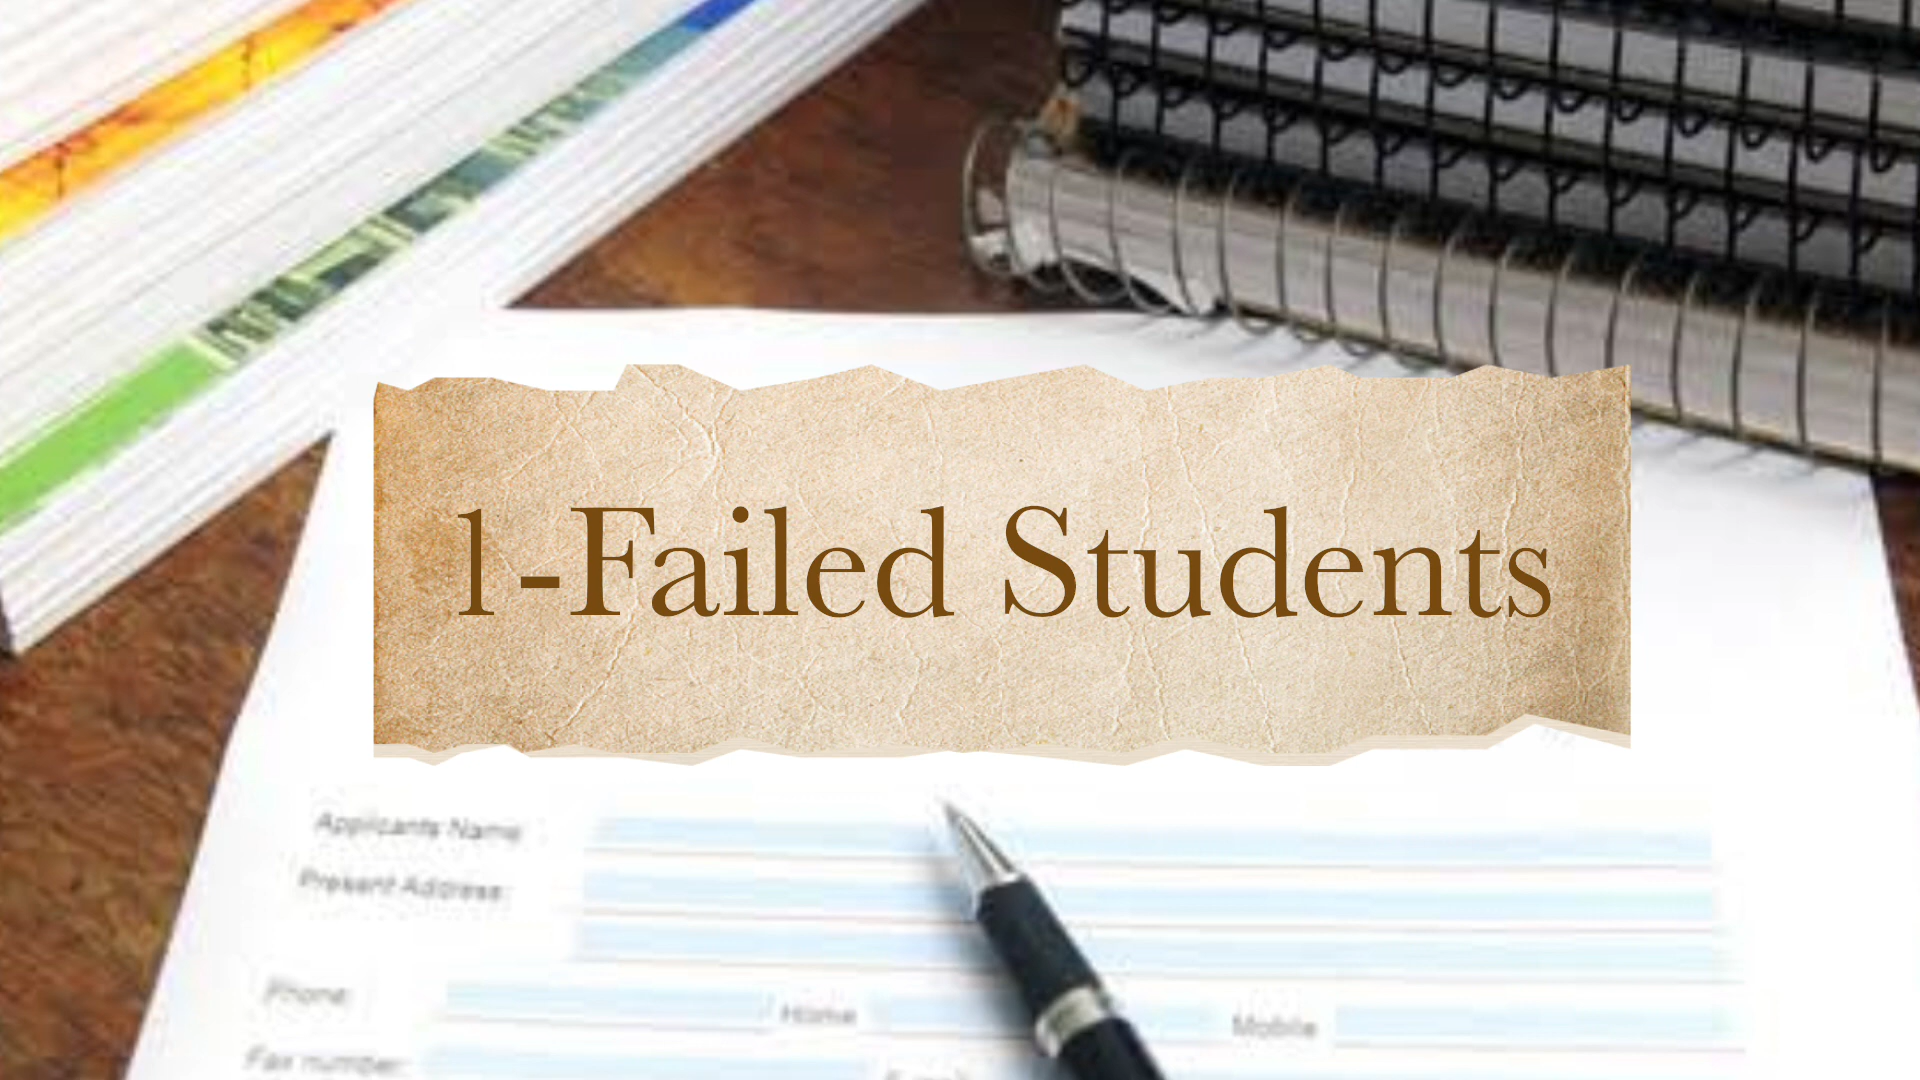 1-Failed Students
Applicants Name
Present Address:
Phone:
Home
Mobile
Fax number: